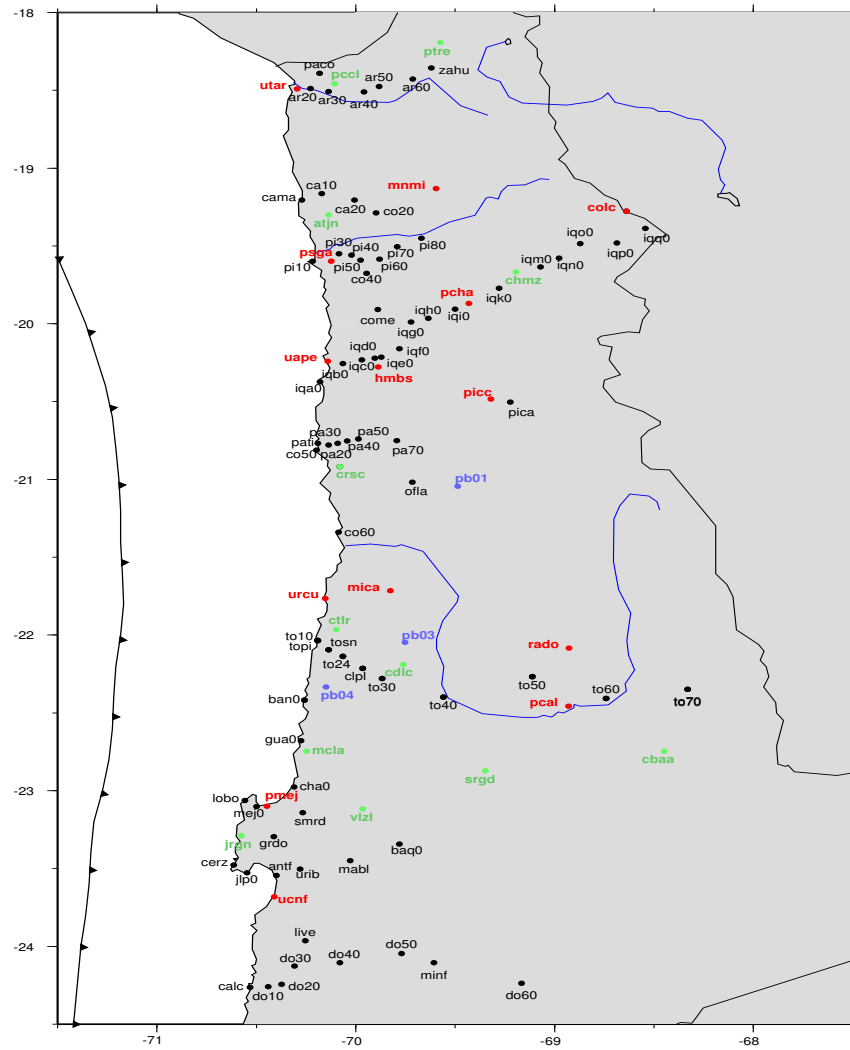 -18
ptre
paco
pccl
zahu
ar50
ar60
utar
ar20
ar30
ar40
-19
ca10
mnmi
cama
ca20
co20
colc
atjn
iqo0
iqq0
pi30
pi40
pi80
psga
pi70
iqm0
iqp0
pi10
pi50
pi60
iqn0
co40
chmz
pcha
iqk0
-20
come
iqh0
iqi0
iqg0
iqd0
iqf0
uape
iqb0
iqc0
iqe0
hmbs
iqa0
picc
pica
pa30
pa50
pati
pa40
co50
pa20
pa70
-21
crsc
pb01
ofla
co60
urcu
mica
ctlr
-22
to10
pb03
topi
tosn
rado
to24
clpl
cdlc
to30
to50
to60
pb04
ban0
to40
pcal
to70
gua0
mcla
cbaa
srgd
-23
cha0
lobo
pmej
mej0
smrd
vlzl
jrgn
grdo
baq0
cerz
antf
mabl
jlp0
urib
ucnf
live
-24
do50
do30
do40
minf
calc
do10
do20
do60
-71
-70
-69
-68